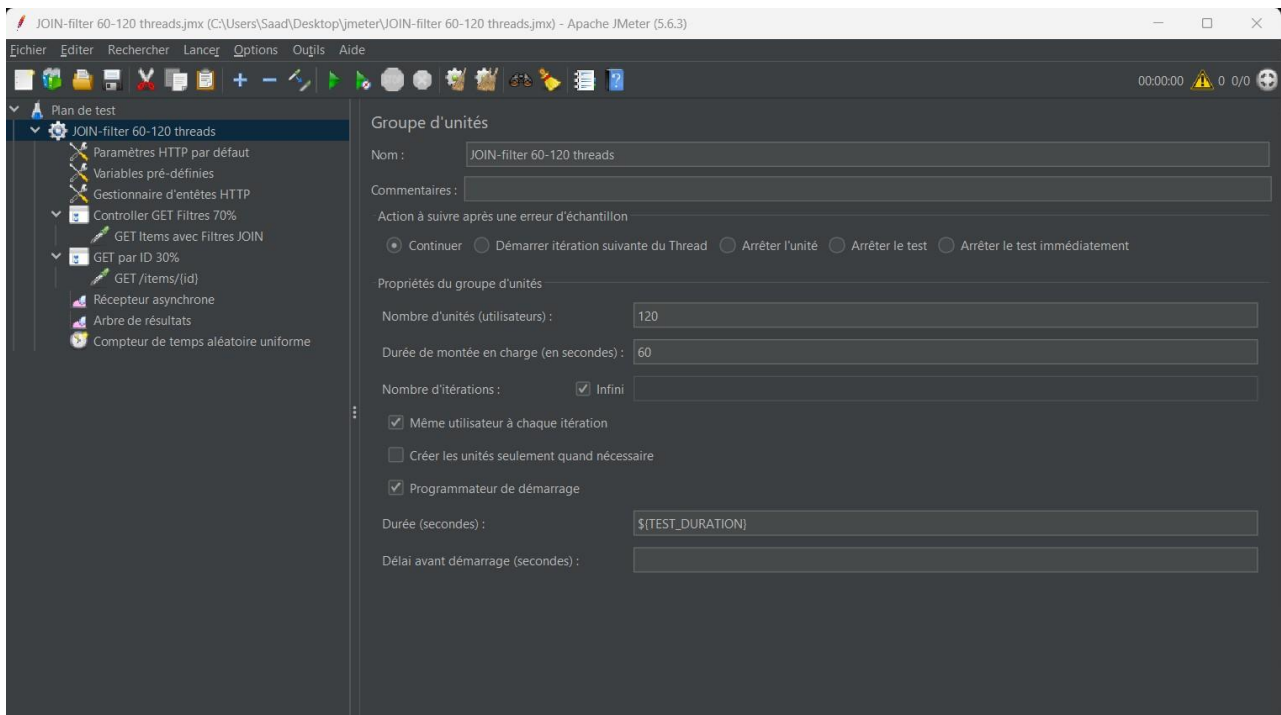 JOIN-filter 60-120 threads.jmx (C:\Users\Saad\Desktop\jmeter\JOIN-filter 60-120 threads.jmx) - Apache JMeter (5.6.3)
Fichier Editer Rechercher Lancer Options Outils Aide
00:00:00 0 0/0
Plan de test
JOIN-filter 60-120 threads
Paramètres HTTP par défaut
Variables pré-définies
Gestionnaire d'entêtes HTTP
Controller GET Filtres 70%
GET Items avec Filtres JOIN
GET par ID 30%
GET /items/{id}
Récepteur asynchrone
Arbre de résultats
Compteur de temps aléatoire uniforme
Groupe d'unités
Nom : JOIN-filter 60-120 threads
Commentaires :
Action à suivre après une erreur d'échantillon
Continuer Démarrer itération suivante du Thread Arrêter l'unité Arrêter le test Arrêter le test immédiatement
Propriétés du groupe d'unités
Nombre d'unités (utilisateurs) : 120
Durée de montée en charge (en secondes) : 60
Nombre d'itérations : Infini
Même utilisateur à chaque itération
Créer les unités seulement quand nécessaire
Programmateur de démarrage
Durée (secondes) : ${TEST_DURATION}
Délai avant démarrage (secondes) :